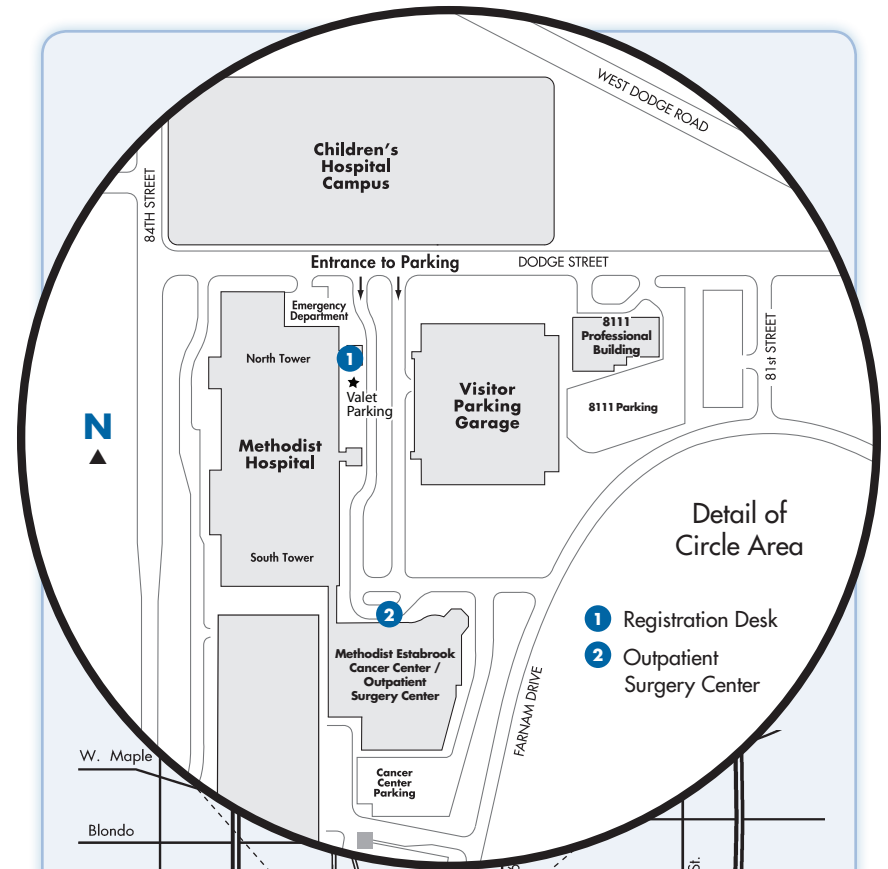 WEST DODGE ROAD
Children's
Hospital
Campus
84TH STREET
Entrance to Parking
DODGE STREET
Emergency
Department
8111
Professional
Building
81st STREET
North Tower
1
Valet
Parking
Visitor
Parking
Garage
8111 Parking
N
Methodist
Hospital
Detail of
Circle Area
South Tower
2
1 Registration Desk
2 Outpatient
Surgery Center
Methodist Estabrook
Cancer Center /
Outpatient
Surgery Center
FARNAM DRIVE
W. Maple
Cancer
Center
Parking
Blondo
St.